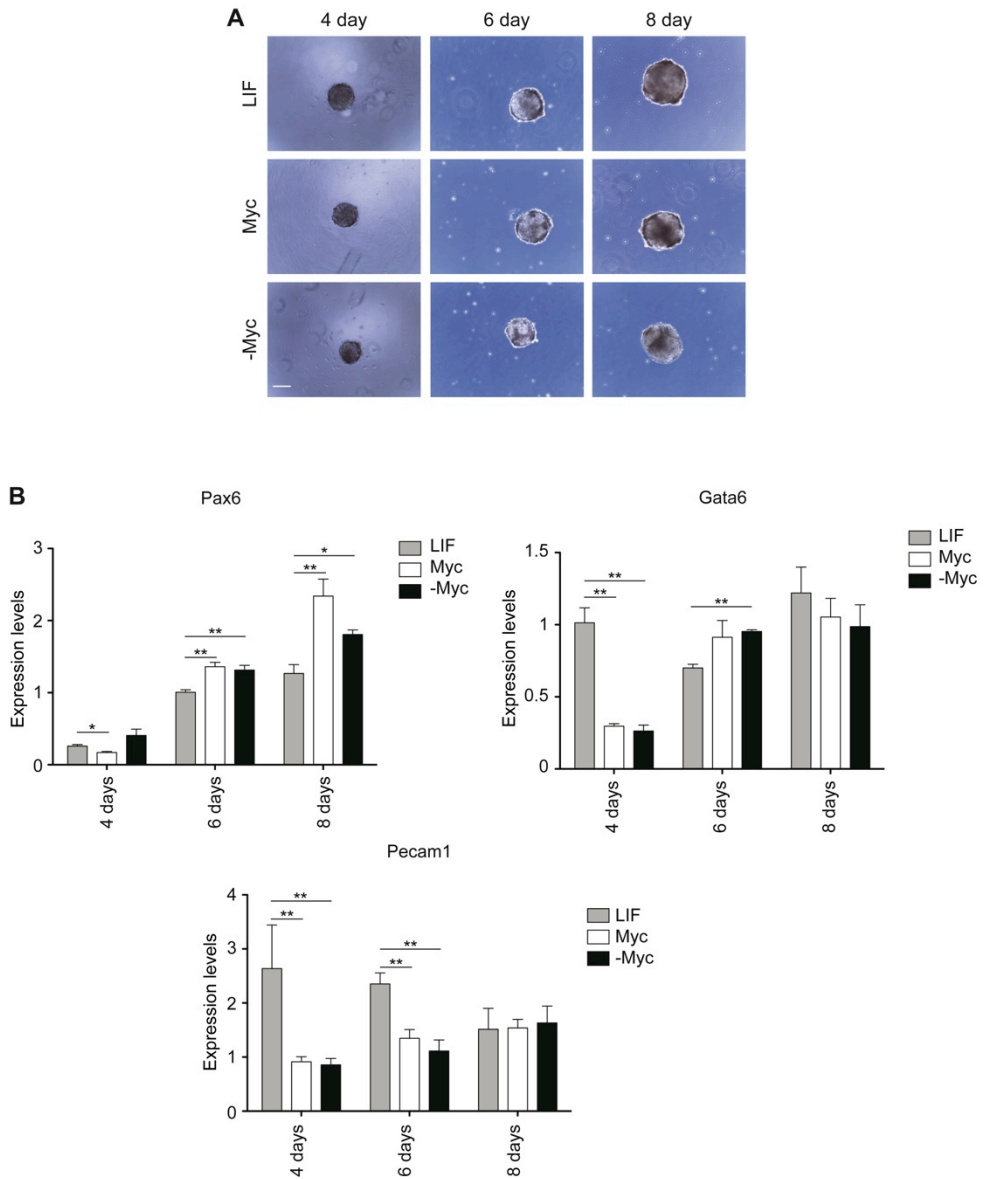 A
4 day 6 day 8 day
LIF
Myc
-Myc
B
Pax6
Expression levels
3
2
1
0
*
** **
** *
4 days 6 days 8 days
LIF
Myc
-Myc
Gata6
Expression levels
1.5
1
0.5
0
** **
**
4 days 6 days 8 days
LIF
Myc
-Myc
Pecam1
Expression levels
4
3
2
1
0
** **
** **
4 days 6 days 8 days
LIF
Myc
-Myc